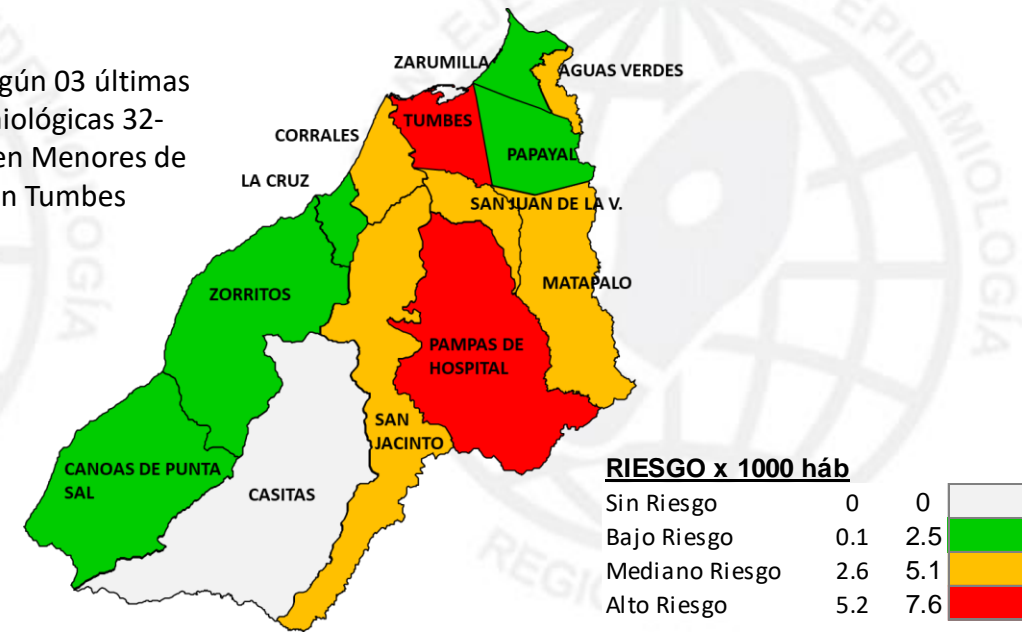 gún 03 últimas
niológicas 32-
en Menores de
n Tumbes
ZARUMILLA
AGUAS VERDES
TUMBES
CORRALES
PAPAYAL
LA CRUZ
SAN JUAN DE LA V.
MATAPALO
ZORRITOS
PAMPAS DE
HOSPITAL
SAN
JACINTO
CANOAS DE PUNTA
SAL
CASITAS
RIESGO x 1000 háb
Sin Riesgo 0 0
Bajo Riesgo 0.1 2.5
Mediano Riesgo 2.6 5.1
Alto Riesgo 5.2 7.6
EPIDEMIOLOGÍA
OGÍA
REGIO